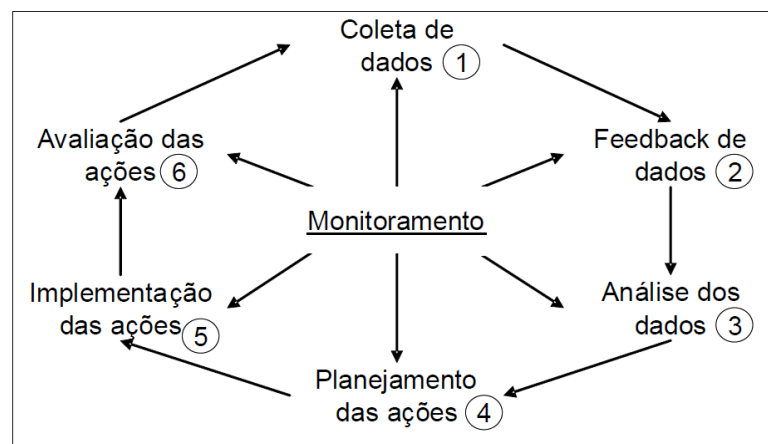 Coleta de
dados 1
Avaliação das
ações 6
Feedback de
dados 2
Monitoramento
Implementação
das ações 5
Análise dos
dados 3
Planejamento
das ações 4